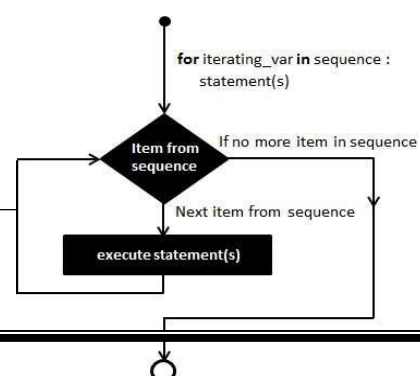 for iterating_var in sequence :
statement(s)
Item from
sequence
If no more item in sequence
Next item from sequence
execute statement(s)